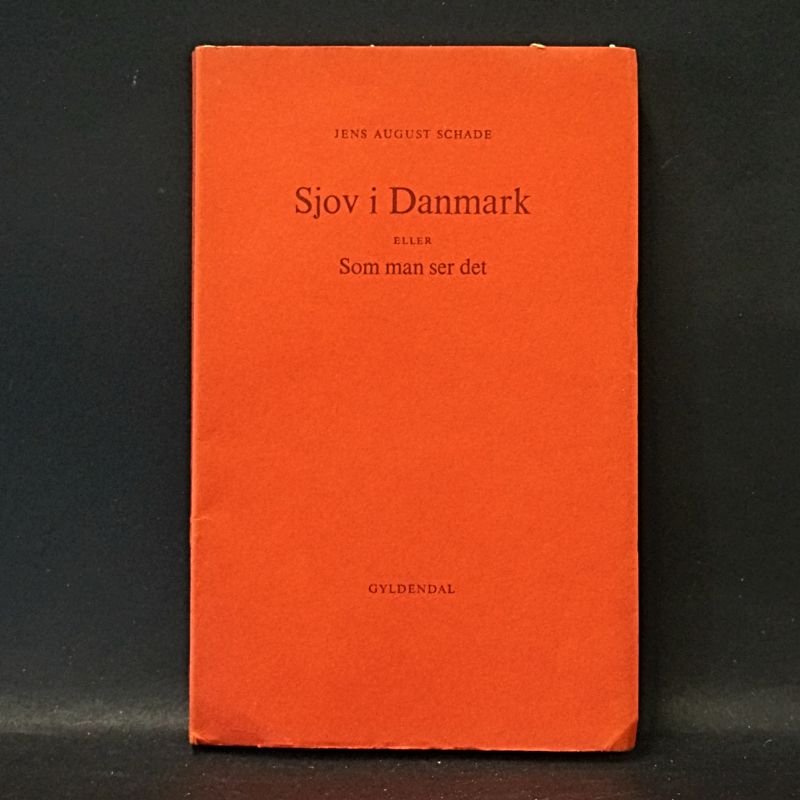 JENS AUGUST SCHADE
Sjov i Danmark
ELLER
Som man ser det
GYLDENDAL